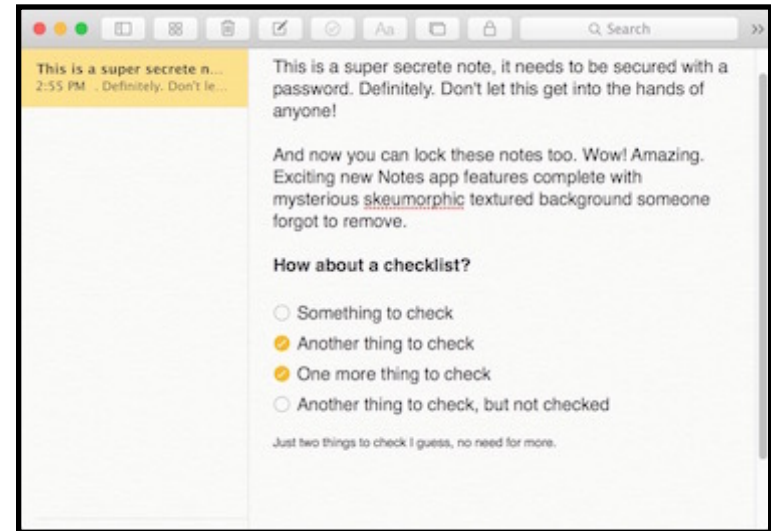 Aa
Search
This is a super secrete n...
2:55 PM . Definitely. Don't le...
This is a super secrete note, it needs to be secured with a
password. Definitely. Don't let this get into the hands of
anyone!
And now you can lock these notes too. Wow! Amazing.
Exciting new Notes app features complete with
mysterious skeumorphic textured background someone
forgot to remove.
How about a checklist?
Something to check
Another thing to check
One more thing to check
Another thing to check, but not checked
Just two things to check I guess, no need for more.